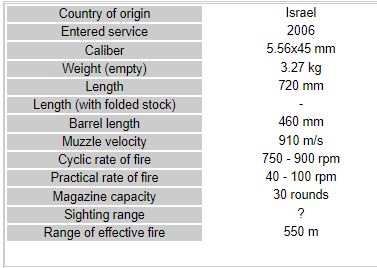 Country of origin Israel
Entered service 2006
Caliber 5.56x45 mm
Weight (empty) 3.27 kg
Length 720 mm
Length (with folded stock) -
Barrel length 460 mm
Muzzle velocity 910 m/s
Cyclic rate of fire 750 - 900 rpm
Practical rate of fire 40 - 100 rpm
Magazine capacity 30 rounds
Sighting range ?
Range of effective fire 550 m